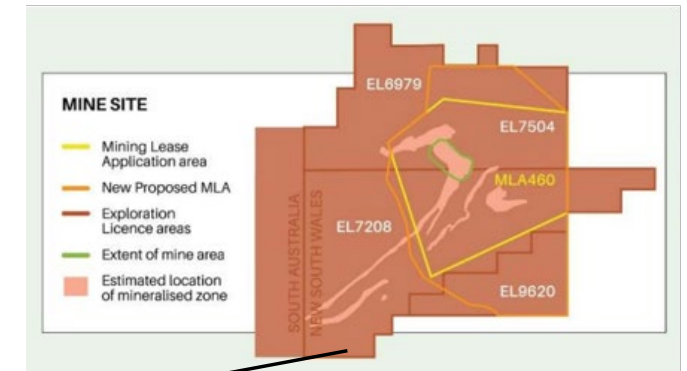 MINE SITE
Mining Lease
Application area
New Proposed MLA
Exploration
Licence areas
Extent of mine area
Estimated location
of mineralised zone
EL6979
EL7504
MLA460
EL7208
EL9620
SOUTH AUSTRALIA
NEW SOUTH WALES